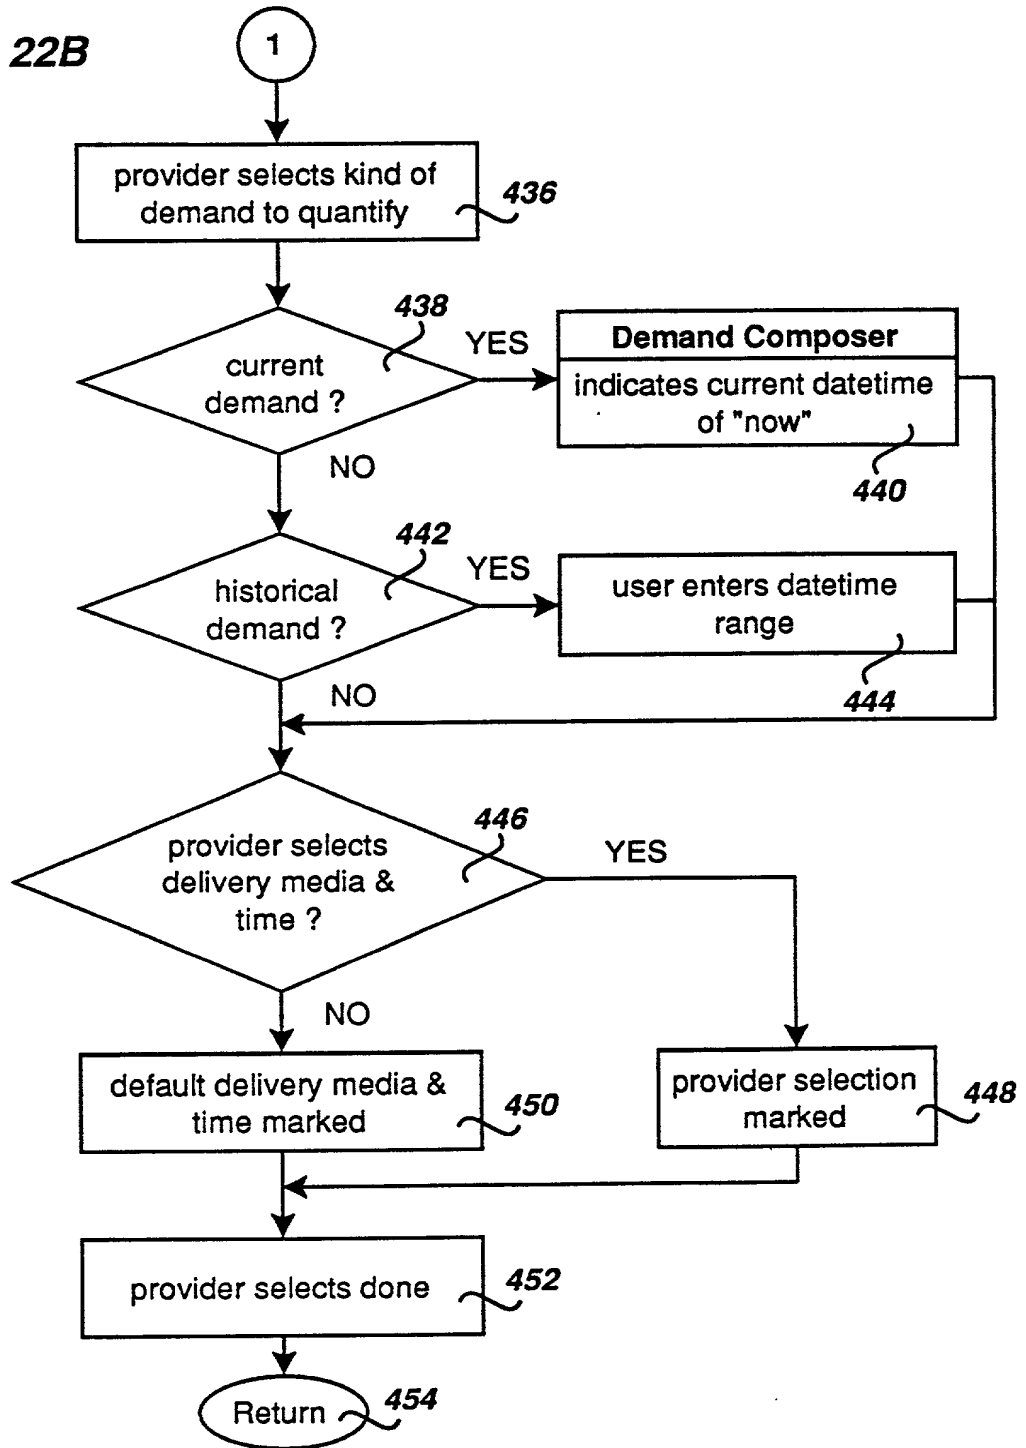 22B
1
provider selects kind of
demand to quantify
436
438
current
demand ?
YES
Demand Composer
indicates current datetime
of "now"
440
NO
442
historical
demand ?
YES
user enters datetime
range
444
NO
446
provider selects
delivery media &
time ?
YES
NO
default delivery media &
time marked
450
provider selection
marked
448
provider selects done
452
Return
454